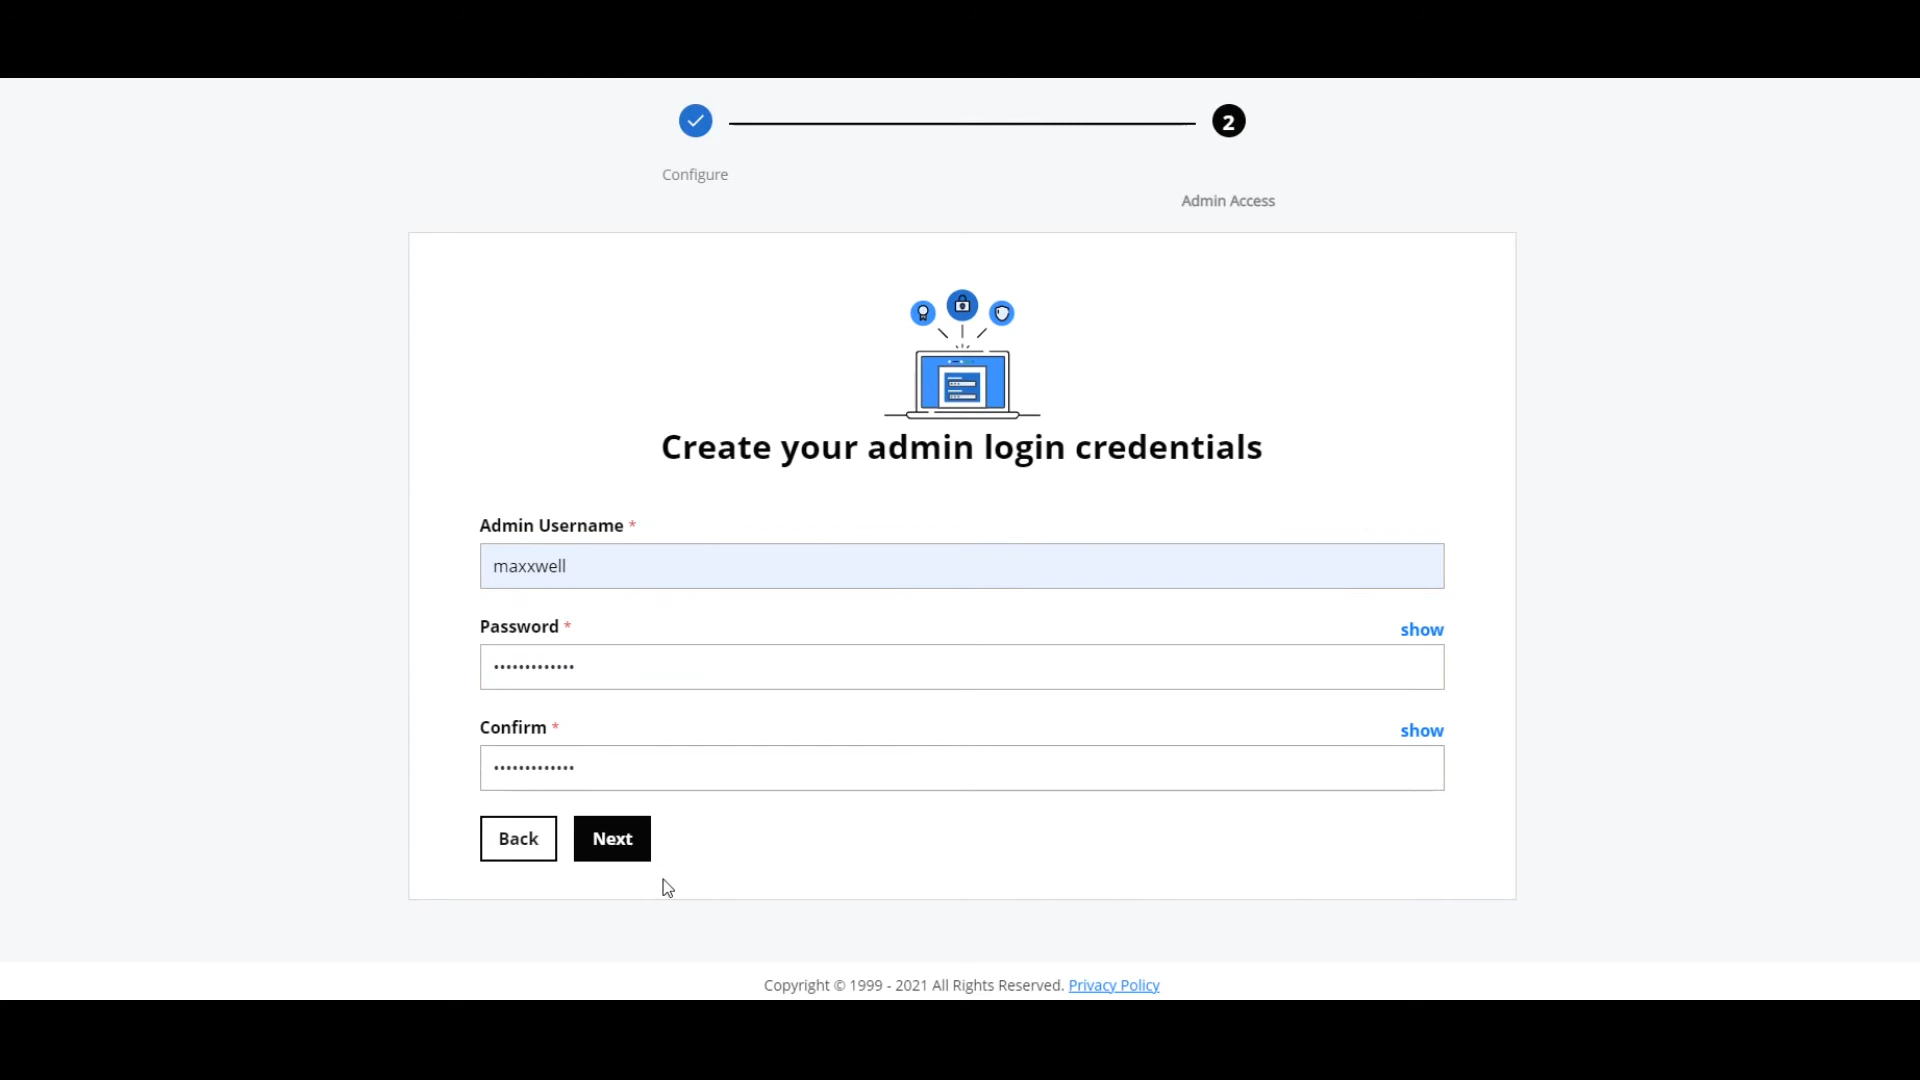 2
Configure
Admin Access
Create your admin login credentials
Admin Username *
maxxwell
Password *
show
•••••••••••••
Confirm *
show
•••••••••••••
Back
Next
Copyright © 1999 - 2021 All Rights Reserved. Privacy Policy